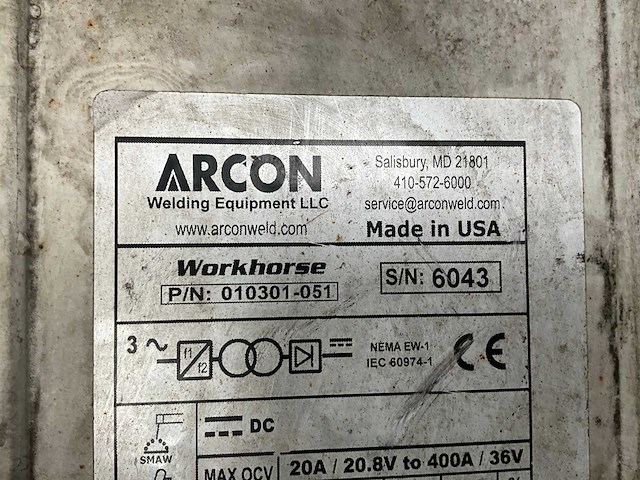 ARCON
Welding Equipment LLC
www.arconweld.com
Salisbury, MD 21801
410-572-6000
service@arconweld.com
Made in USA
Workhorse
P/N: 010301-051
S/N: 6043
3
f1
f2
NEMA EW-1
IEC 60974-1
CE
DC
SMAW
MAX OCV
20A / 20.8V to 400A / 36V